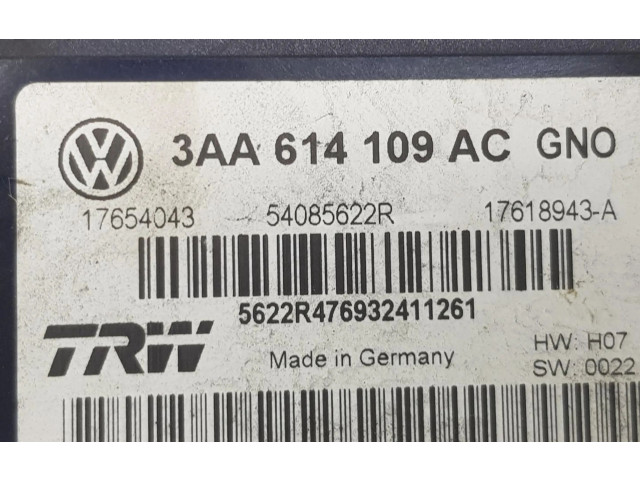 3AA 614 109 AC GNO
17654043 54085622R 17618943-A
5622R476932411261
TRW Made in Germany HW: H07
SW: 0022